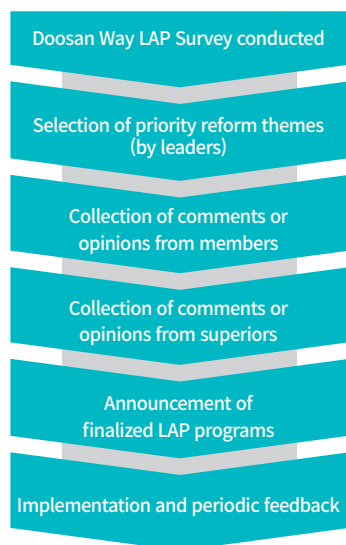 Doosan Way LAP Survey conducted
Selection of priority reform themes
(by leaders)
Collection of comments or
opinions from members
Collection of comments or
opinions from superiors
Announcement of
finalized LAP programs
Implementation and periodic feedback